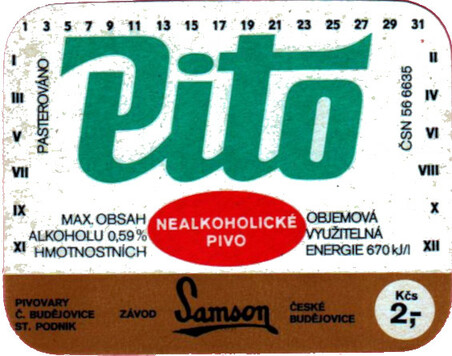 1 3 5 7 9 11 13 15 17 19 21 23 25 27 29 31
I
III
V
VII
IX
XI
PASTEROVÁNO
Pito
ČSN 56 6635
II
IV
VI
VIII
X
XII
MAX. OBSAH
ALKOHOLU 0,59%
HMOTNOSTNÍCH
NEALKOHOLICKÉ
PIVO
OBJEMOVÁ
VYUŽITELNÁ
ENERGIE 670 kJ/l
PIVOVARY
Č. BUDĚJOVICE
ST. PODNIK
ZÁVOD
Samson
ČESKÉ
BUDĚJOVICE
Kčs
2,-